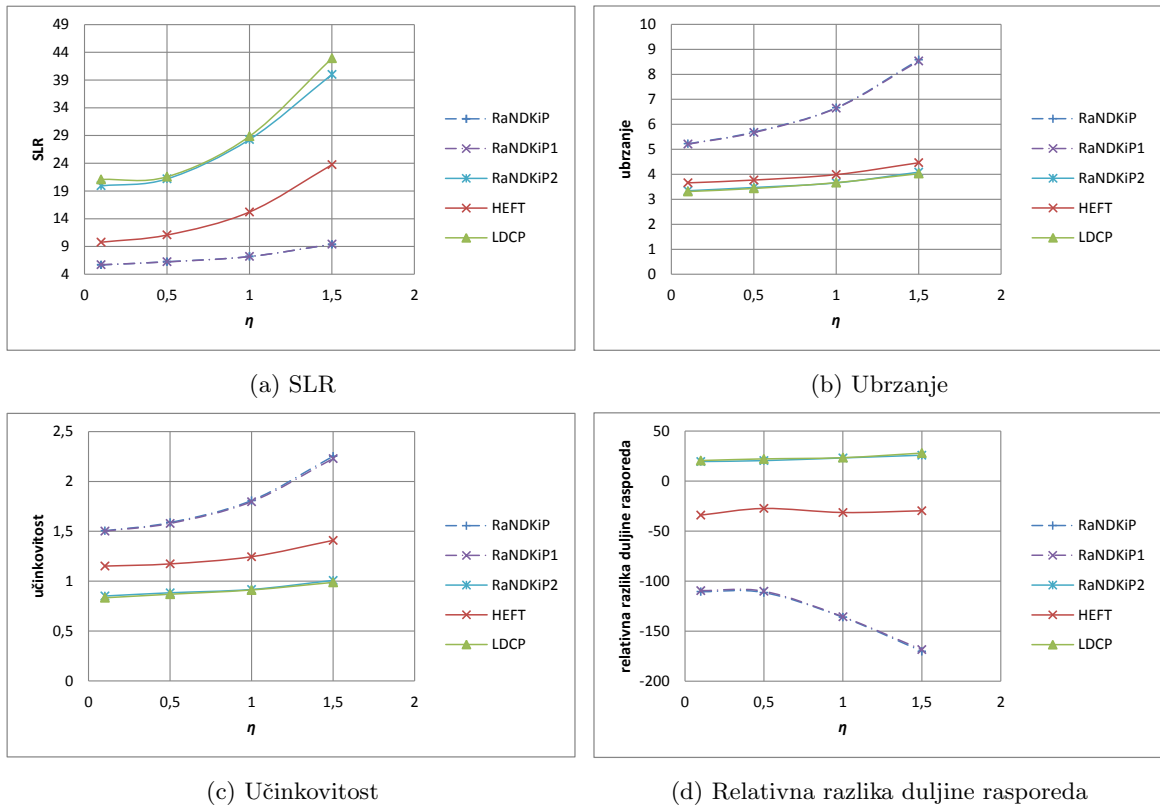 SLR
49
44
39
34
29
24
19
14
9
4
0
0,5
1
1,5
2
η
RaNDKiP
RaNDKiP1
RaNDKiP2
HEFT
LDCP
(a) SLR
ubrzanje
10
9
8
7
6
5
4
3
2
1
0
0
0,5
1
1,5
2
η
RaNDKiP
RaNDKiP1
RaNDKiP2
HEFT
LDCP
(b) Ubrzanje
učinkovitost
2,5
2
1,5
1
0,5
0
0
0,5
1
1,5
2
η
RaNDKiP
RaNDKiP1
RaNDKiP2
HEFT
LDCP
(c) Učinkovitost
relativna razlika duljine rasporeda
50
0
-50
-100
-150
-200
0
0,5
1
1,5
2
η
RaNDKiP
RaNDKiP1
RaNDKiP2
HEFT
LDCP
(d) Relativna razlika duljine rasporeda